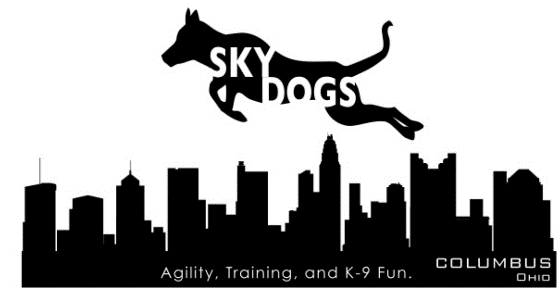 SKY
DOGS
Agility, Training, and K-9 Fun.
COLUMBUS
OHIO